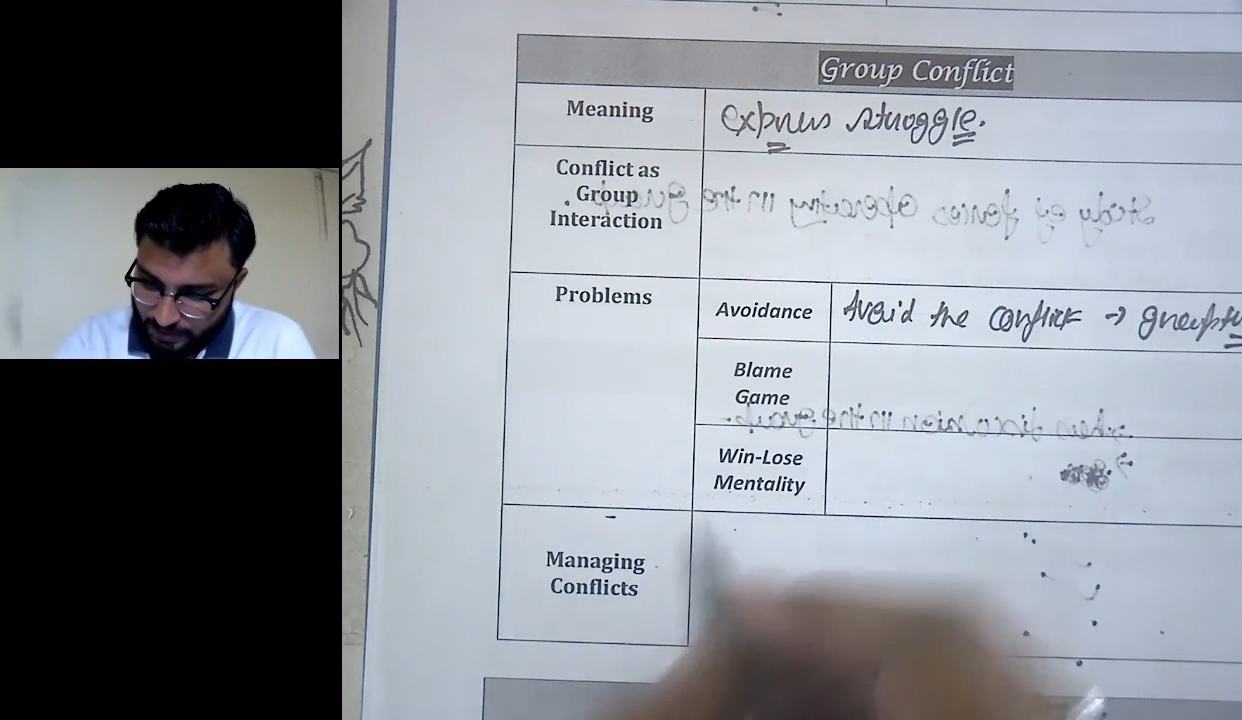 Group Conflict
Meaning
express struggle.
Conflict as
Group
Interaction
Problems
Avoidance
Avoid the conflict →
Blame
Game
Win-Lose
Mentality
Managing
Conflicts